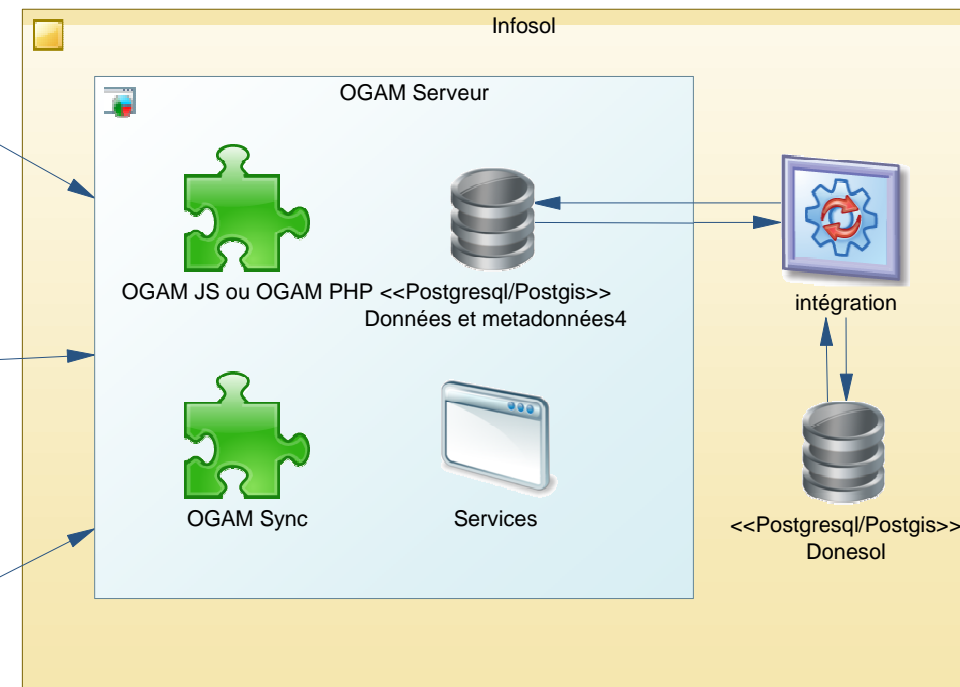 Infosol
OGAM Serveur
OGAM JS ou OGAM PHP
<<Postgresql/Postgis>>
Données et metadonnées4
intégration
OGAM Sync
Services
<<Postgresql/Postgis>>
Donesol